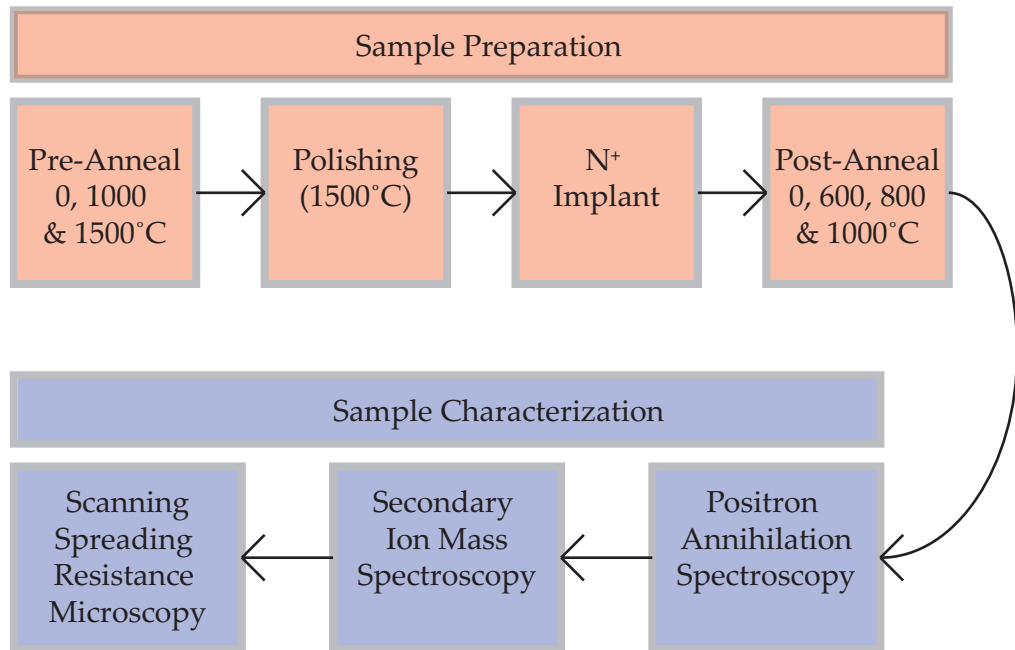 Sample Preparation
Pre-Anneal
0, 1000
& 1500˚C
Polishing
(1500˚C)
N⁺
Implant
Post-Anneal
0, 600, 800
& 1000˚C
Sample Characterization
Scanning
Spreading
Resistance
Microscopy
Secondary
Ion Mass
Spectroscopy
Positron
Annihilation
Spectroscopy